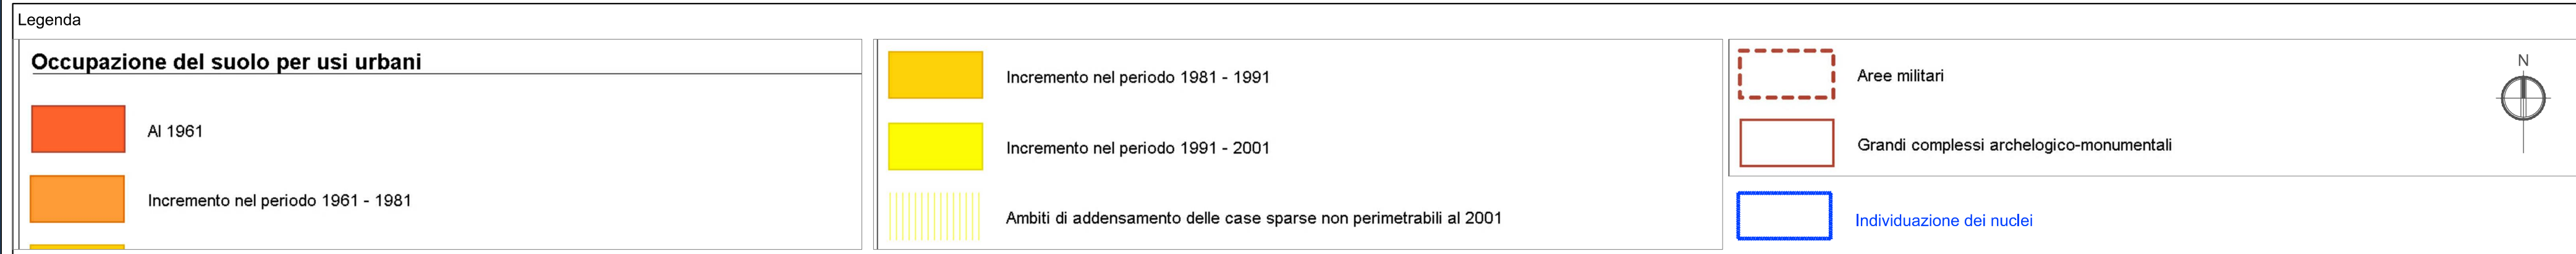 Legenda
Occupazione del suolo per usi urbani
Al 1961
Incremento nel periodo 1961 - 1981
Incremento nel periodo 1981 - 1991
Incremento nel periodo 1991 - 2001
Ambiti di addensamento delle case sparse non perimetrabili al 2001
Aree militari
Grandi complessi archelogico-monumentali
Individuazione dei nuclei
N